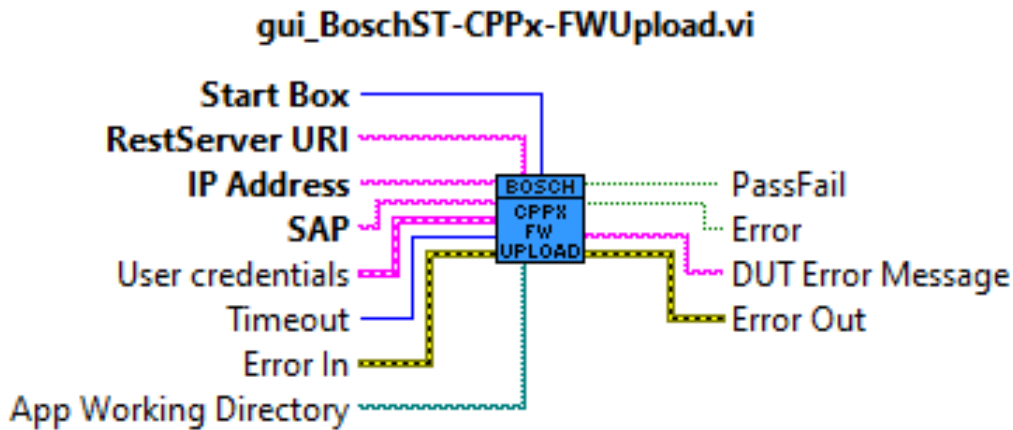 gui_BoschST-CPPx-FWUpload.vi
Start Box
RestServer URI
IP Address
SAP
User credentials
Timeout
Error In
App Working Directory
BOSCH
CPPX
FW
UPLOAD
PassFail
Error
DUT Error Message
Error Out